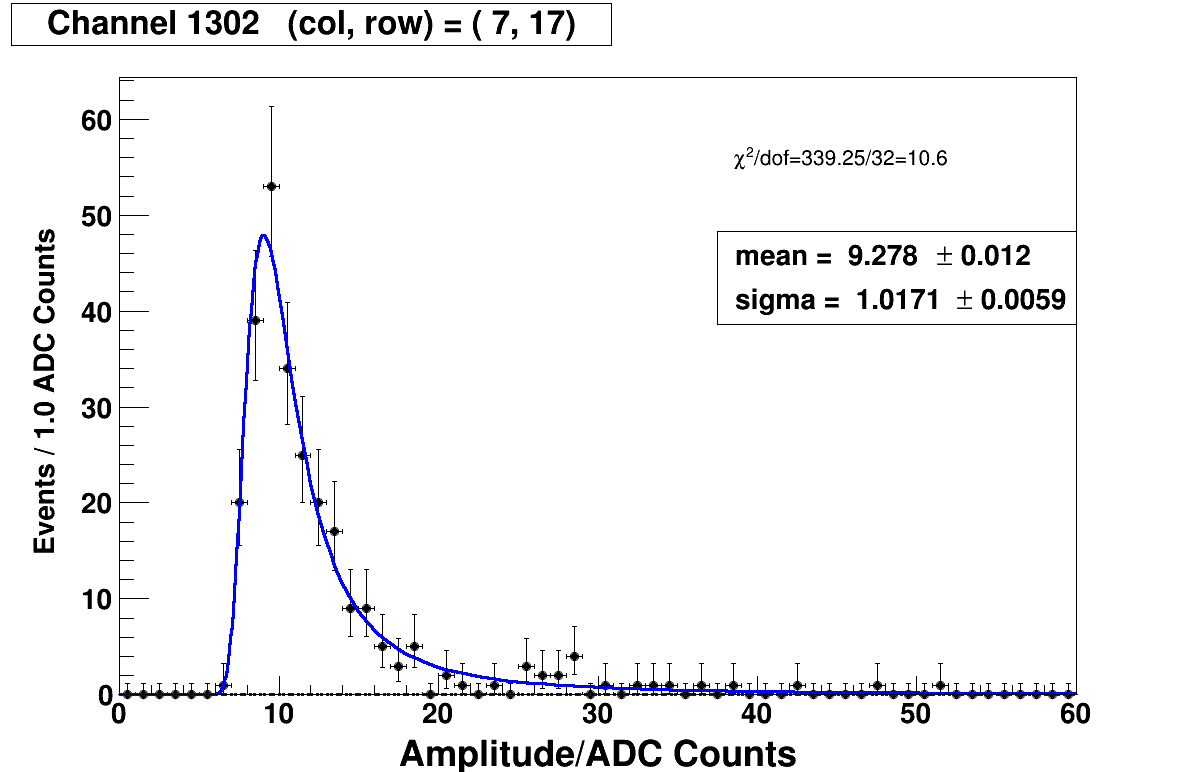 Channel 1302 (col, row) = ( 7, 17)
χ²/dof=339.25/32=10.6
mean = 9.278 ± 0.012
sigma = 1.0171 ± 0.0059
Events / 1.0 ADC Counts
60
50
40
30
20
10
0
0 10 20 30 40 50 60
Amplitude/ADC Counts